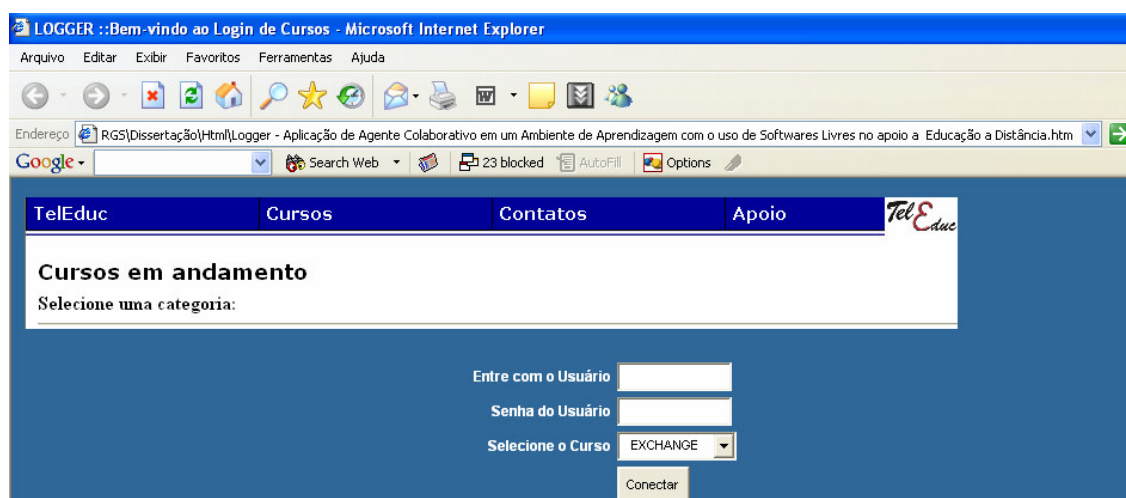 LOGGER ::Bem-vindo ao Login de Cursos - Microsoft Internet Explorer
Arquivo Editar Exibir Favoritos Ferramentas Ajuda
Endereço RGS\Dissertação\Html\Logger - Aplicação de Agente Colaborativo em um Ambiente de Aprendizagem com o uso de Softwares Livres no apoio a Educação a Distância.htm
Google Search Web 23 blocked AutoFill Options
TelEduc Cursos Contatos Apoio TelEduc
Cursos em andamento
Selecione uma categoria:
Entre com o Usuário
Senha do Usuário
Selecione o Curso EXCHANGE
Conectar